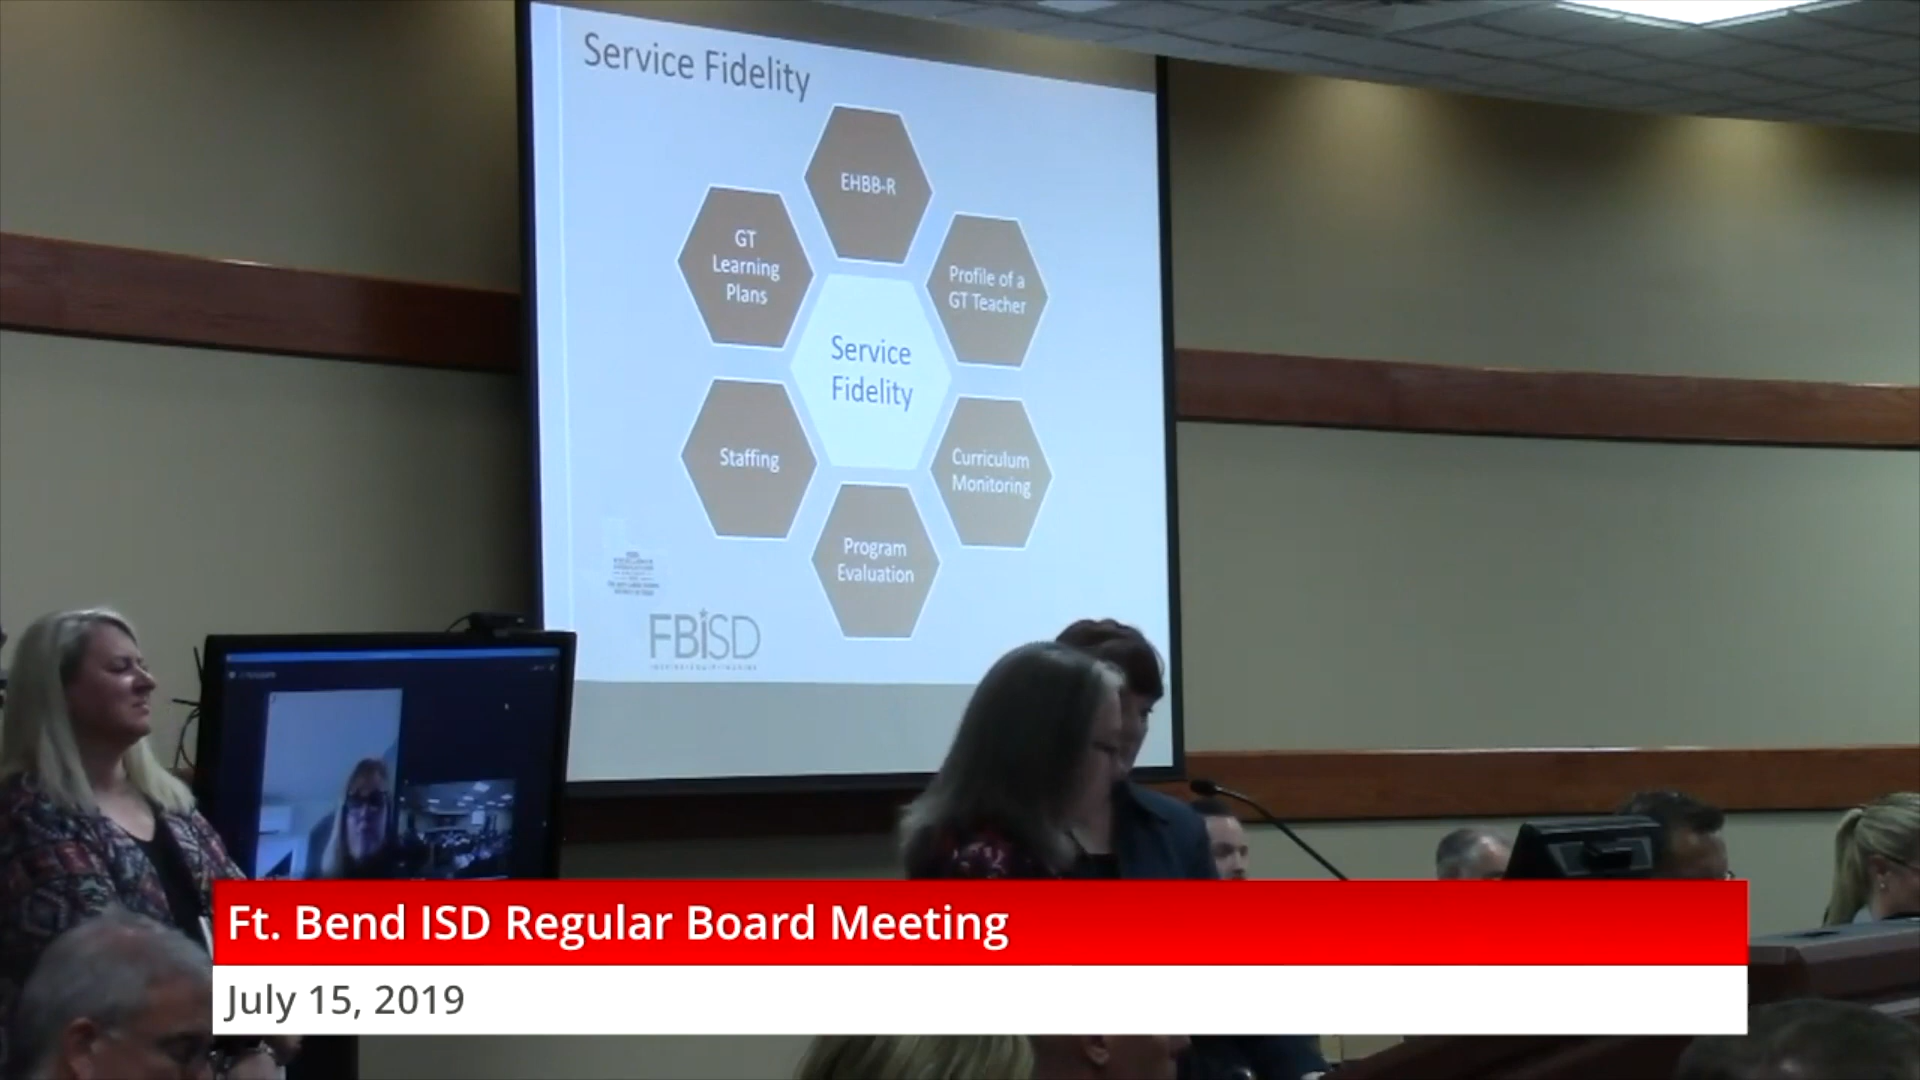 Service Fidelity
EHBB-R
GT
Learning
Plans
Profile of a
GT Teacher
Service
Fidelity
Staffing
Curriculum
Monitoring
Program
Evaluation
FBISD
Ft. Bend ISD Regular Board Meeting
July 15, 2019